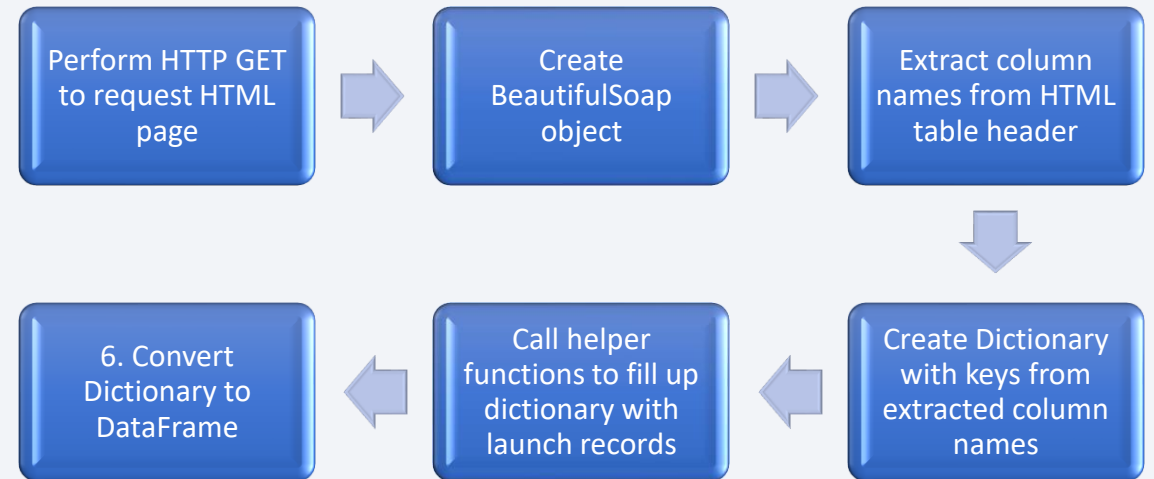 Perform HTTP GET
to request HTML
page
Create
BeautifulSoap
object
Extract column
names from HTML
table header
Create Dictionary
with keys from
extracted column
names
Call helper
functions to fill up
dictionary with
launch records
6. Convert
Dictionary to
DataFrame